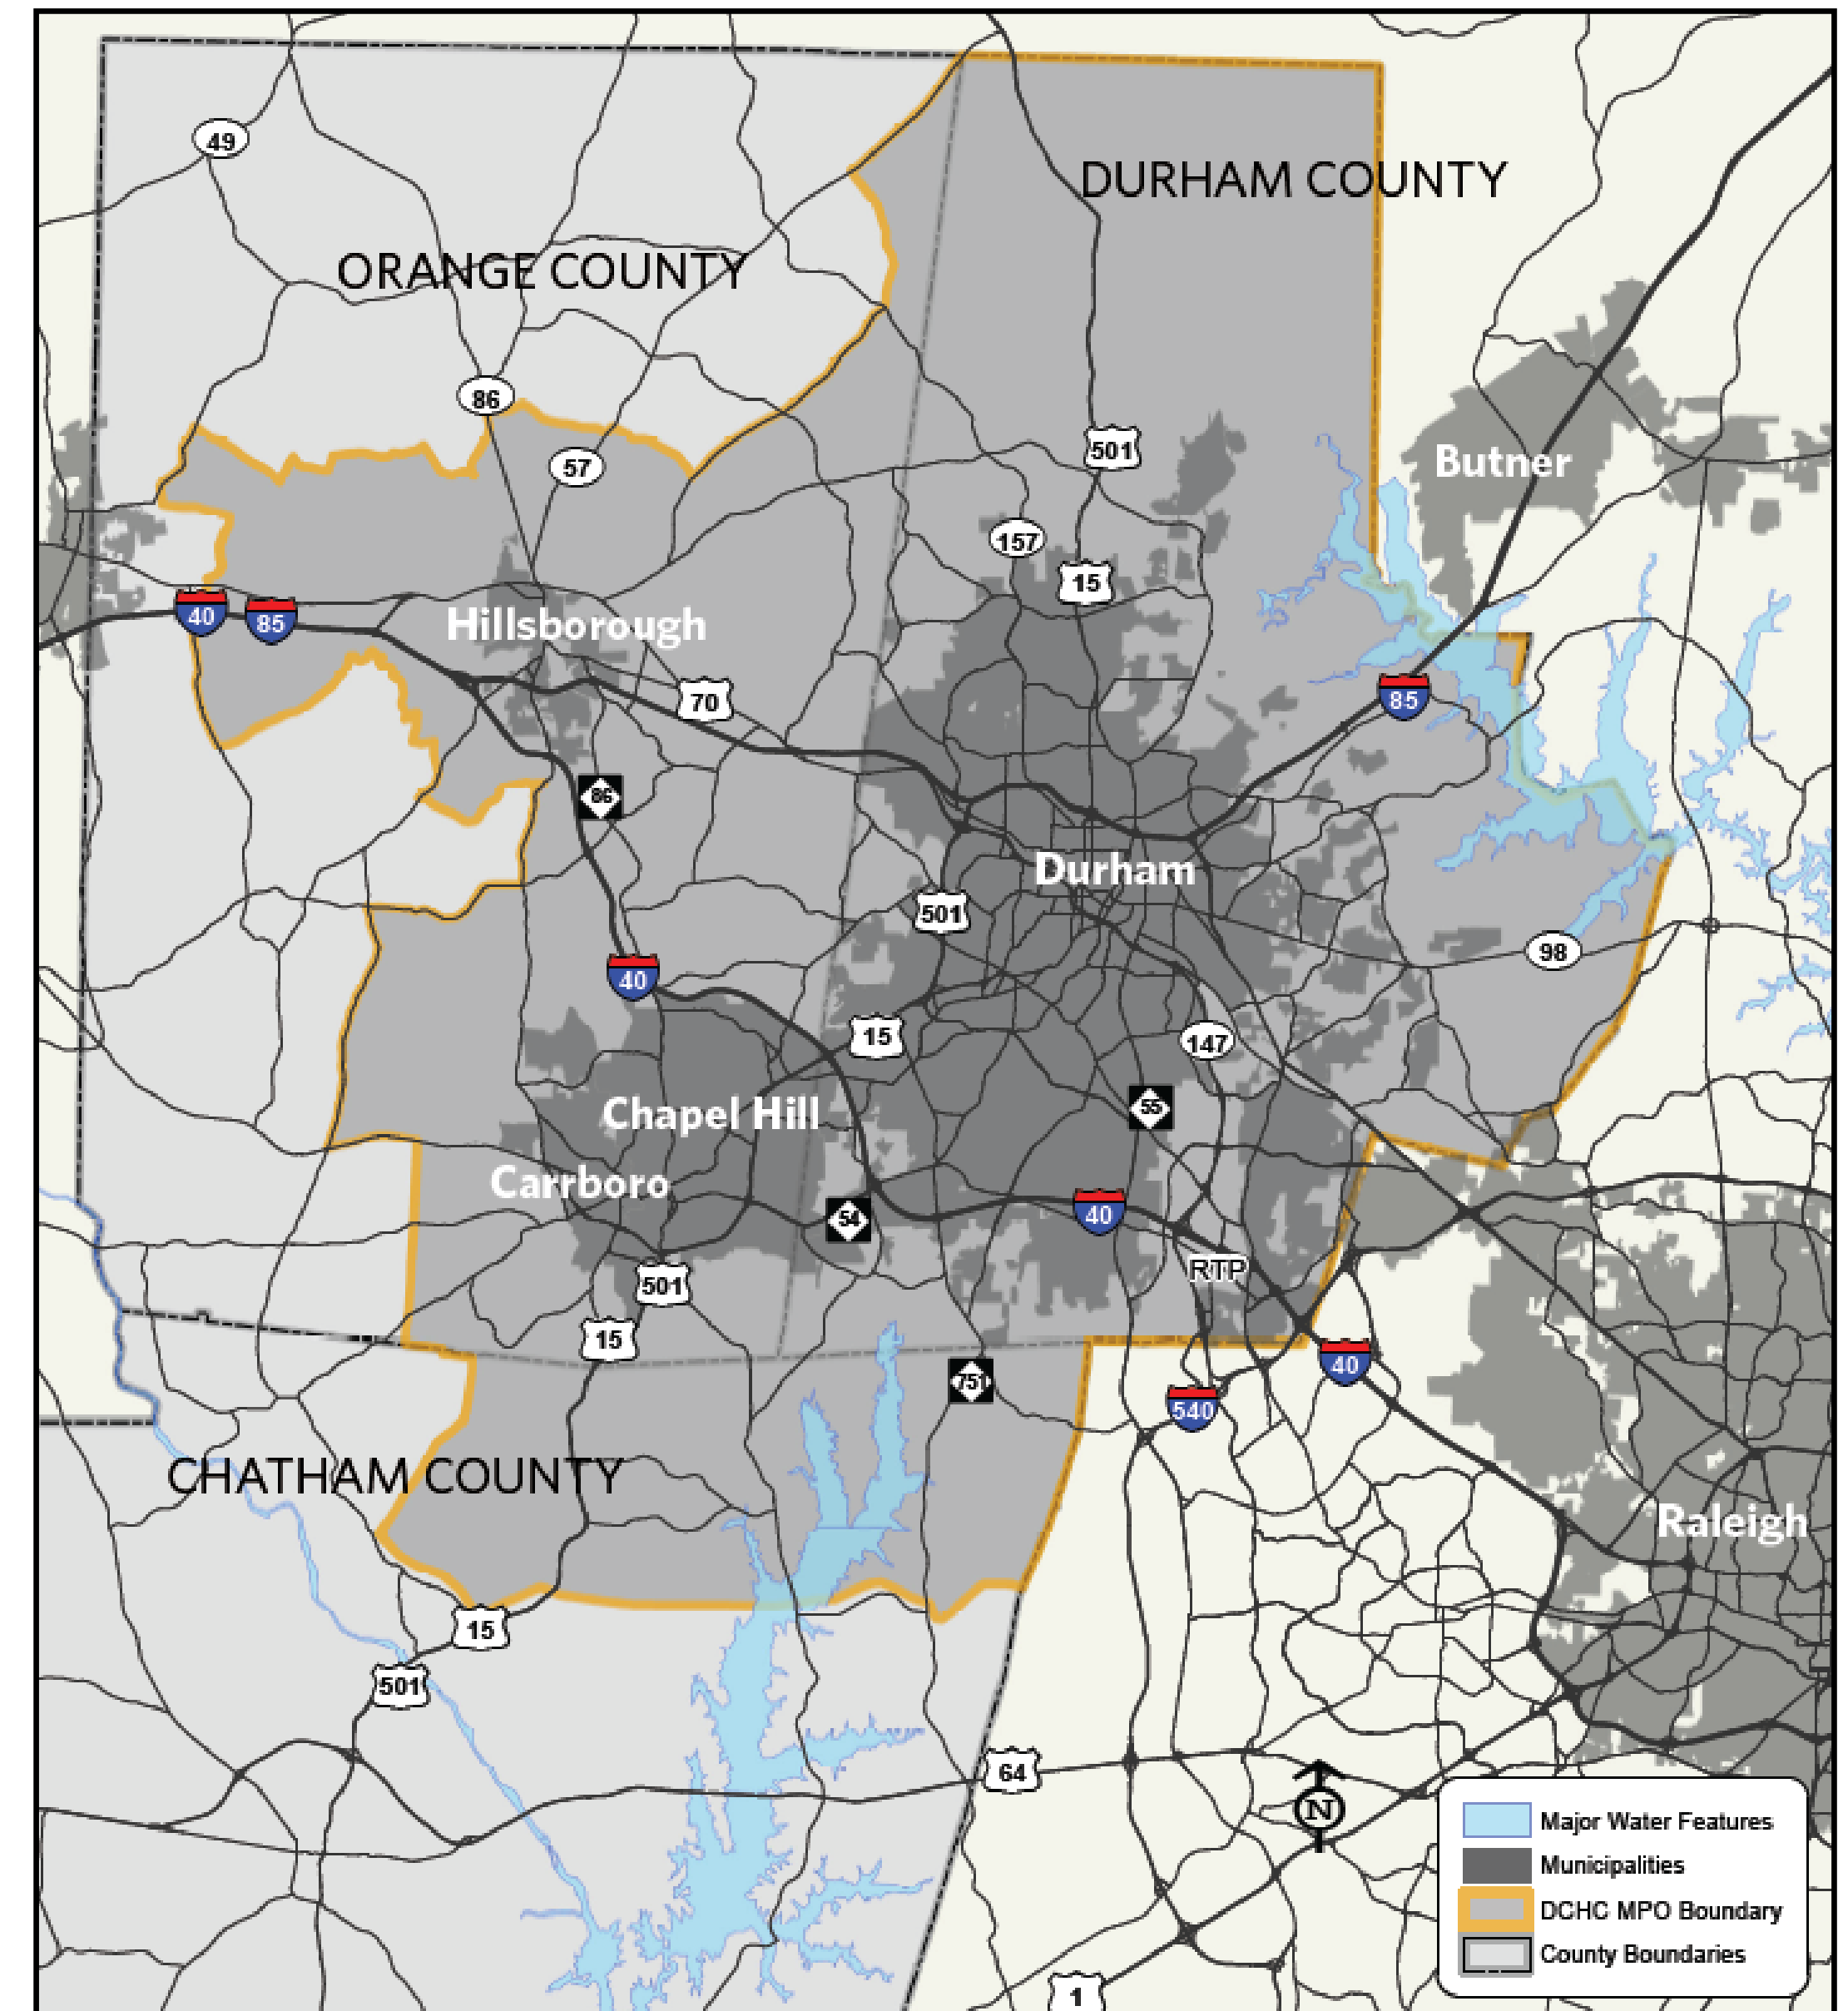 49
DURHAM COUNTY
ORANGE COUNTY
86
57
501
Butner
157
15
40
85
Hillsborough
70
85
86
Durham
501
98
40
15
147
55
Chapel Hill
Carrboro
54
40
RTP
501
15
40
751
540
CHATHAM COUNTY
Raleigh
15
501
64
N
Major Water Features
Municipalities
DCHC MPO Boundary
County Boundaries
1